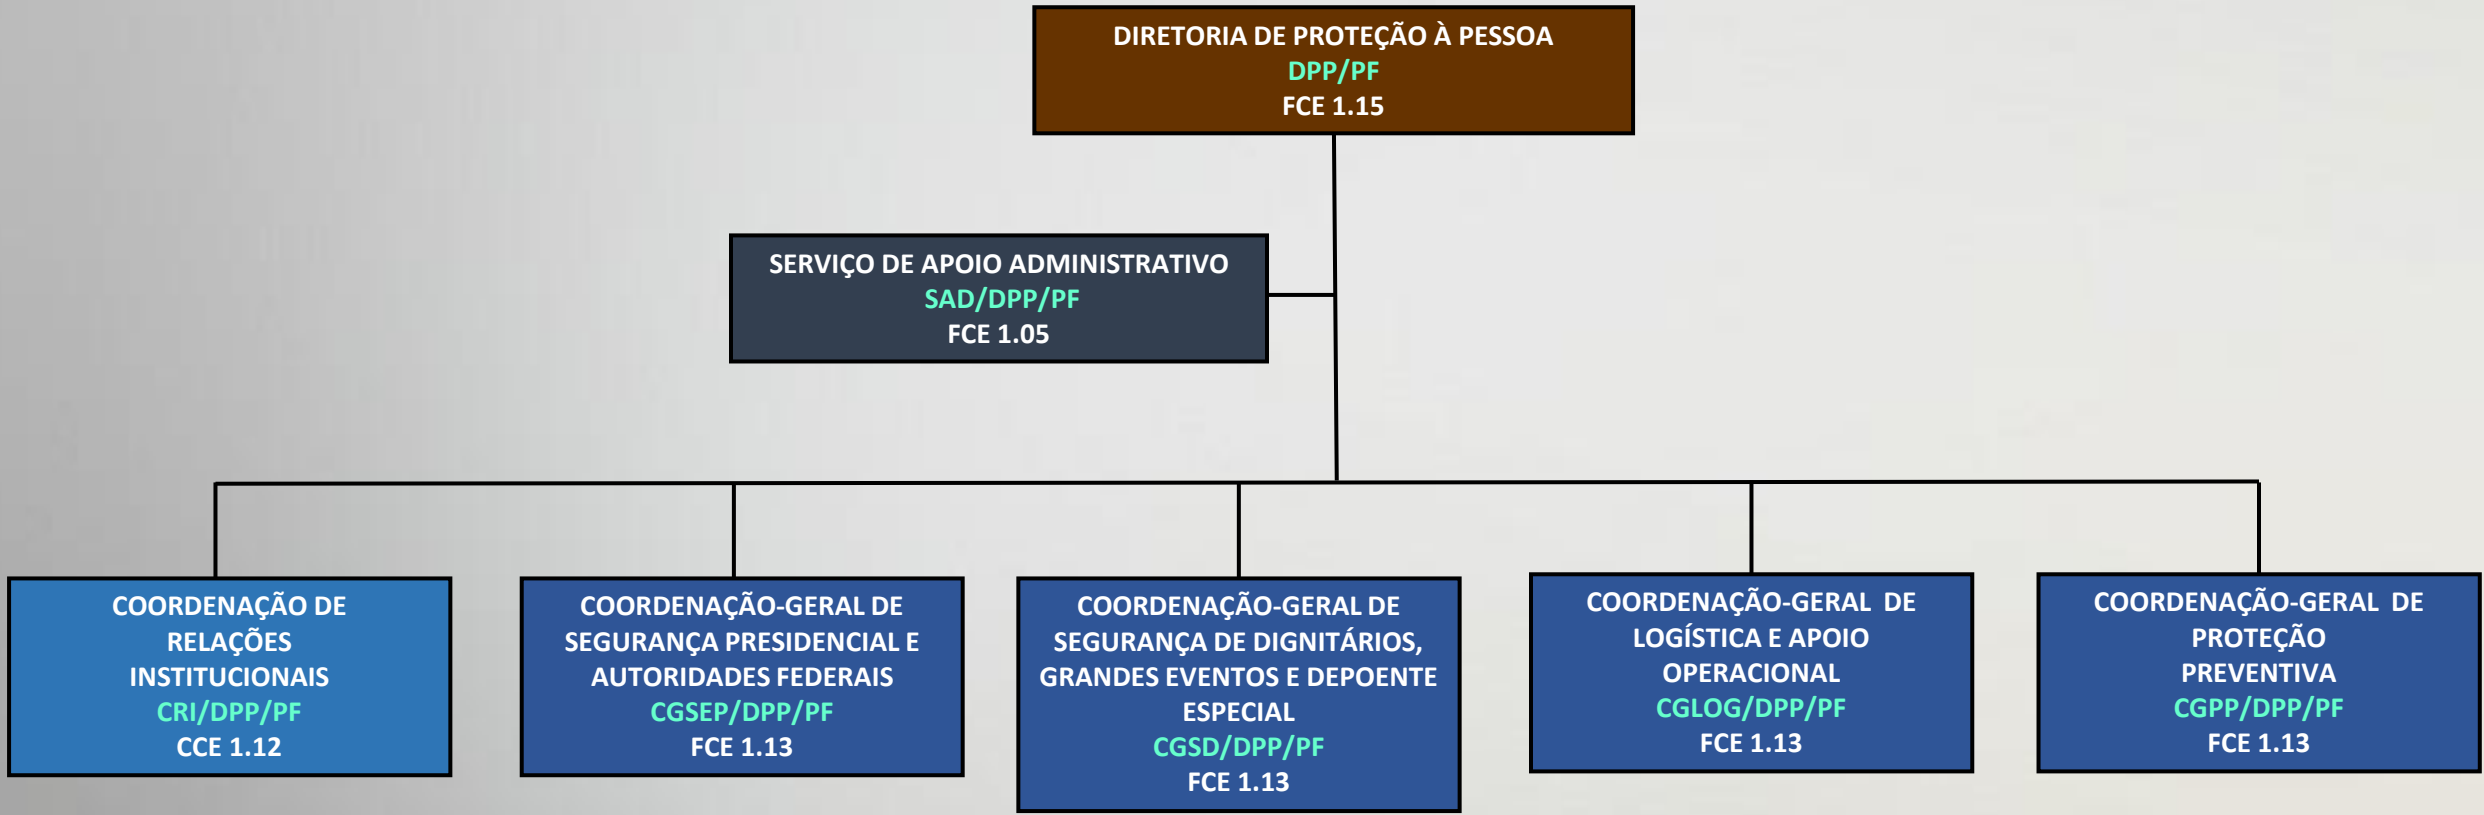 DIRETORIA DE PROTEÇÃO À PESSOA
DPP/PF
FCE 1.15
SERVIÇO DE APOIO ADMINISTRATIVO
SAD/DPP/PF
FCE 1.05
COORDENAÇÃO DE
RELAÇÕES
INSTITUCIONAIS
CRI/DPP/PF
CCE 1.12
COORDENAÇÃO-GERAL DE
SEGURANÇA PRESIDENCIAL E
AUTORIDADES FEDERAIS
CGSEP/DPP/PF
FCE 1.13
COORDENAÇÃO-GERAL DE
SEGURANÇA DE DIGNITÁRIOS,
GRANDES EVENTOS E DEPOENTE
ESPECIAL
CGSD/DPP/PF
FCE 1.13
COORDENAÇÃO-GERAL DE
LOGÍSTICA E APOIO
OPERACIONAL
CGLOG/DPP/PF
FCE 1.13
COORDENAÇÃO-GERAL DE
PROTEÇÃO
PREVENTIVA
CGPP/DPP/PF
FCE 1.13